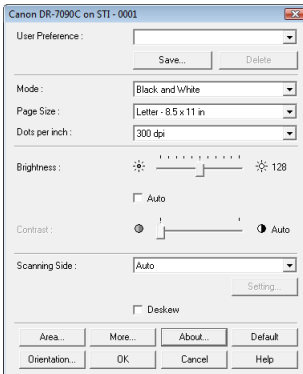 Canon DR-7090C on STI - 0001
User Preference :
Save... Delete
Mode : Black and White
Page Size : Letter - 8.5 x 11 in
Dots per inch : 300 dpi
Brightness : 128
Auto
Contrast : Auto
Scanning Side : Auto
Setting...
Deskew
Area... More... About... Default
Orientation... OK Cancel Help